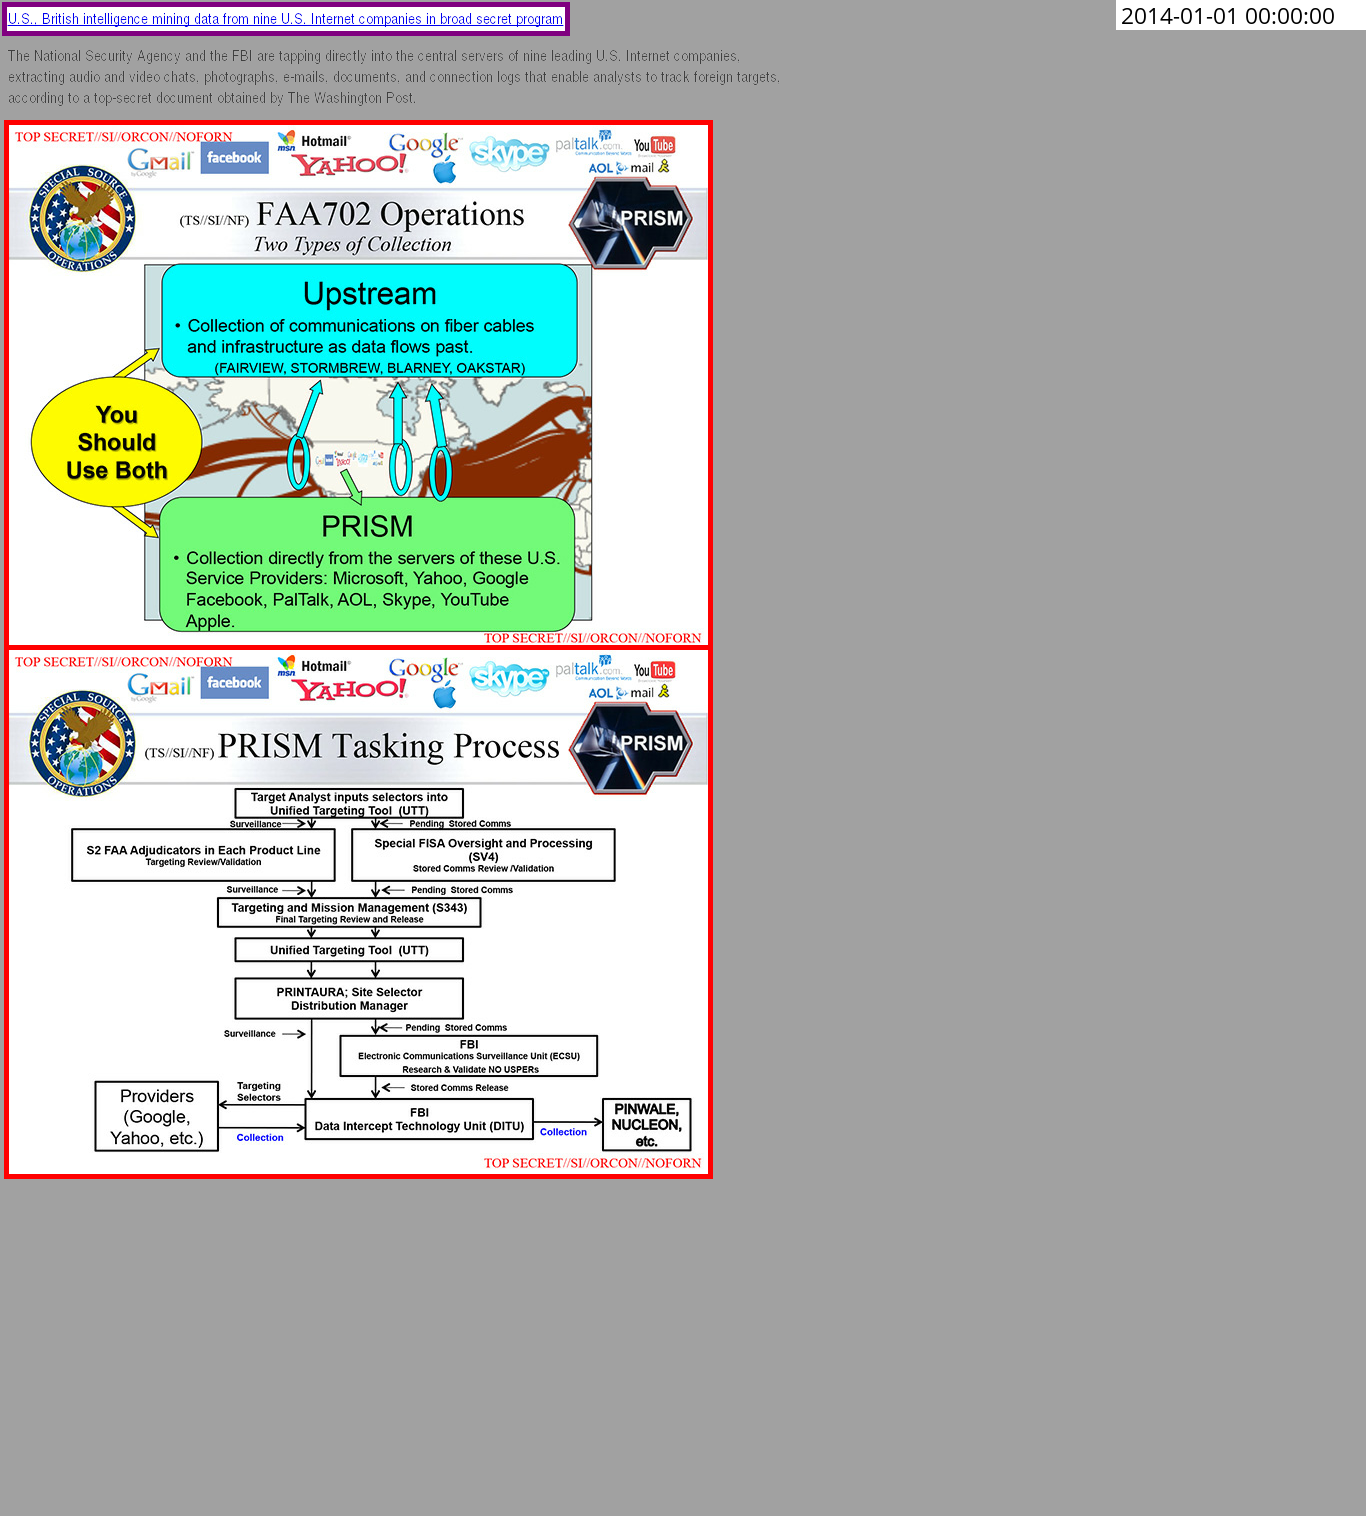 U.S., British intelligence mining data from nine U.S. Internet companies in broad secret program
2014-01-01 00:00:00
The National Security Agency and the FBI are tapping directly into the central servers of nine leading U.S. Internet companies,
extracting audio and video chats, photographs, e-mails, documents, and connection logs that enable analysts to track foreign targets,
according to a top-secret document obtained by The Washington Post.
TOP SECRET//SI//ORCON//NOFORN
Gmail
by Google
facebook
msn
Hotmail
YAHOO!
Google
skype
paltalk.com
You Tube
AOL mail
SPECIAL SOURCE OPERATIONS
(TS//SI//NF) FAA702 Operations
Two Types of Collection
PRISM
Upstream
• Collection of communications on fiber cables
and infrastructure as data flows past.
(FAIRVIEW, STORMBREW, BLARNEY, OAKSTAR)
You
Should
Use Both
PRISM
• Collection directly from the servers of these U.S.
Service Providers: Microsoft, Yahoo, Google
Facebook, PalTalk, AOL, Skype, YouTube
Apple.
TOP SECRET//SI//ORCON//NOFORN
TOP SECRET//SI//ORCON//NOFORN
Gmail
by Google
facebook
msn
Hotmail
YAHOO!
Google
skype
paltalk.com
You Tube
AOL mail
SPECIAL SOURCE OPERATIONS
(TS//SI//NF) PRISM Tasking Process
PRISM
Target Analyst inputs selectors into
Unified Targeting Tool (UTT)
Surveillance
Pending Stored Comms
S2 FAA Adjudicators in Each Product Line
Targeting Review/Validation
Special FISA Oversight and Processing
(SV4)
Stored Comms Review /Validation
Surveillance
Pending Stored Comms
Targeting and Mission Management (S343)
Final Targeting Review and Release
Unified Targeting Tool (UTT)
PRINTAURA; Site Selector
Distribution Manager
Surveillance
Pending Stored Comms
FBI
Electronic Communications Surveillance Unit (ECSU)
Research & Validate NO USPERs
Stored Comms Release
Providers
(Google,
Yahoo, etc.)
Targeting
Selectors
Collection
FBI
Data Intercept Technology Unit (DITU)
Collection
PINWALE,
NUCLEON,
etc.
TOP SECRET//SI//ORCON//NOFORN